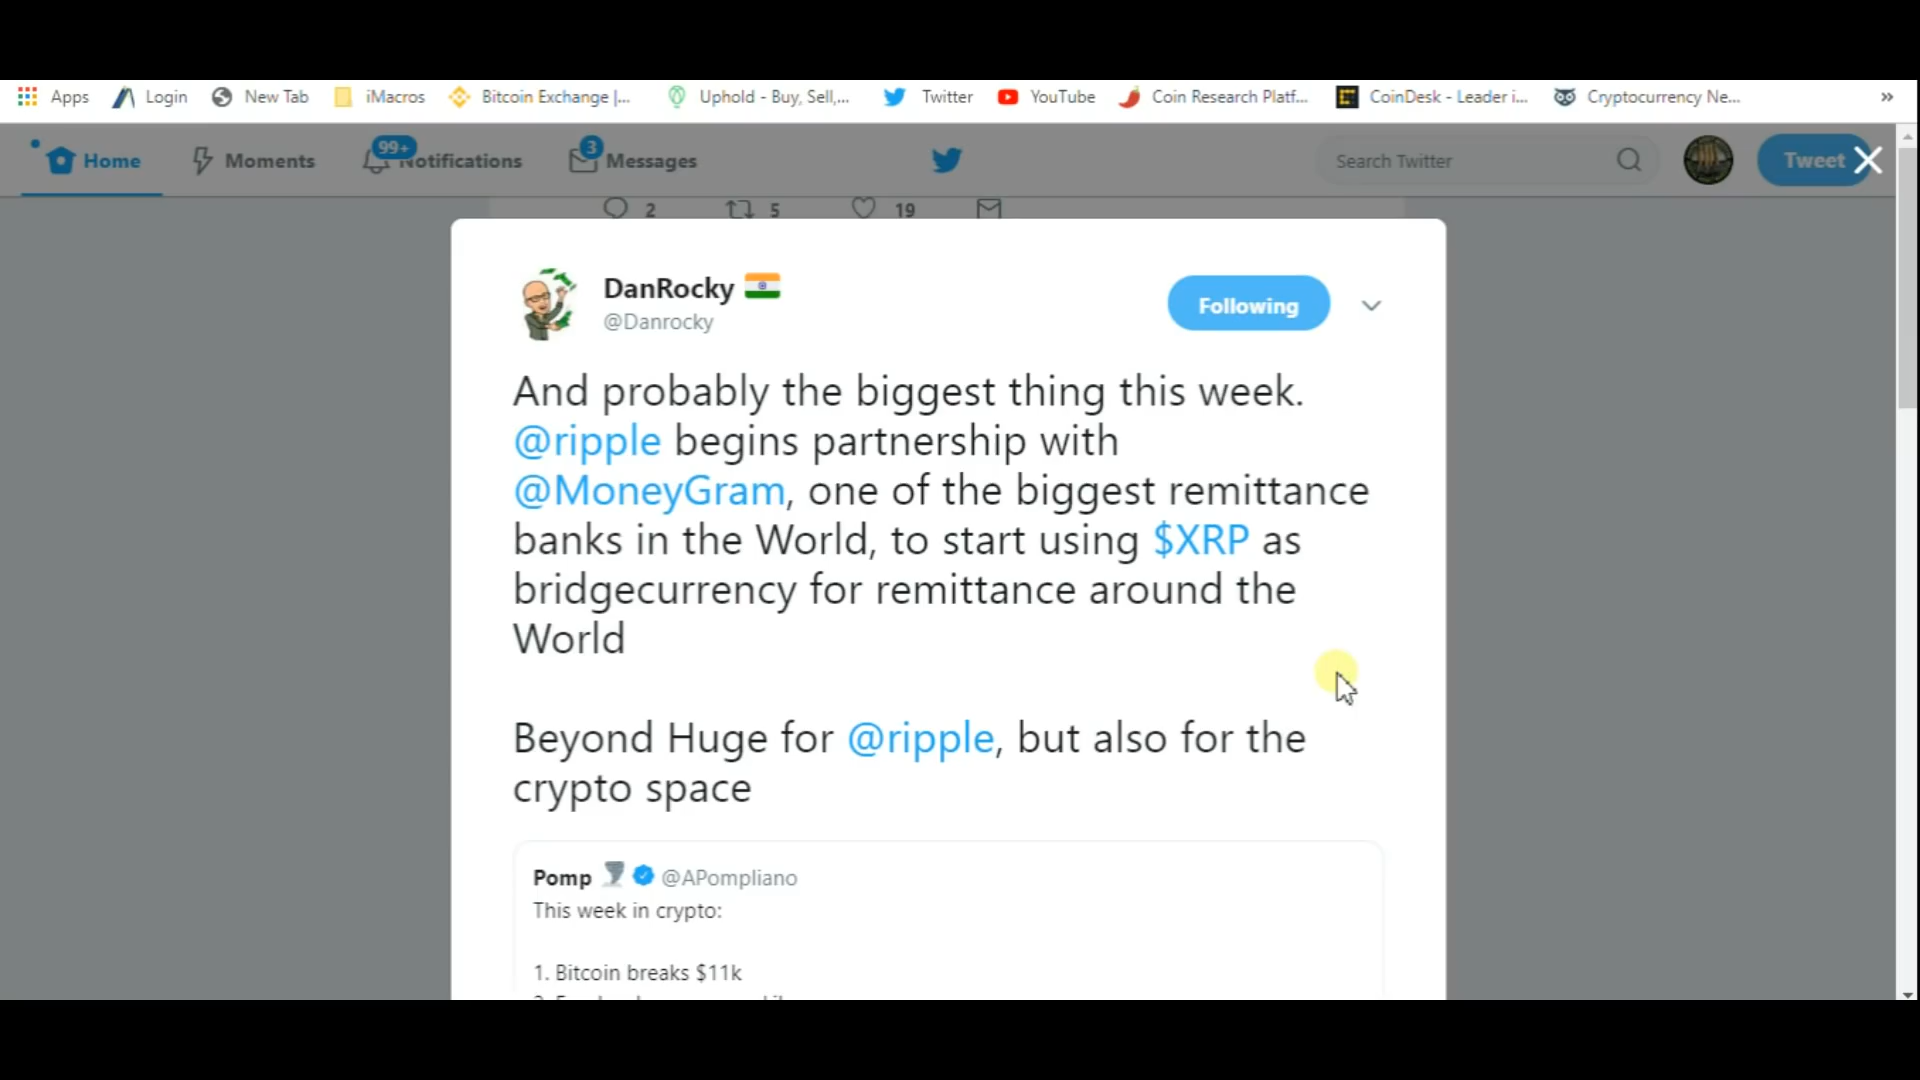 Apps Login New Tab iMacros Bitcoin Exchange |... Uphold - Buy, Sell,... Twitter YouTube Coin Research Platf... CoinDesk - Leader i... Cryptocurrency Ne... »
Home Moments 99+ Notifications 3 Messages Search Twitter Tweet
2 5 19
DanRocky
@Danrocky
Following
And probably the biggest thing this week.
@ripple begins partnership with
@MoneyGram, one of the biggest remittance
banks in the World, to start using $XRP as
bridgecurrency for remittance around the
World
Beyond Huge for @ripple, but also for the
crypto space
Pomp @APompliano
This week in crypto:
1. Bitcoin breaks $11k